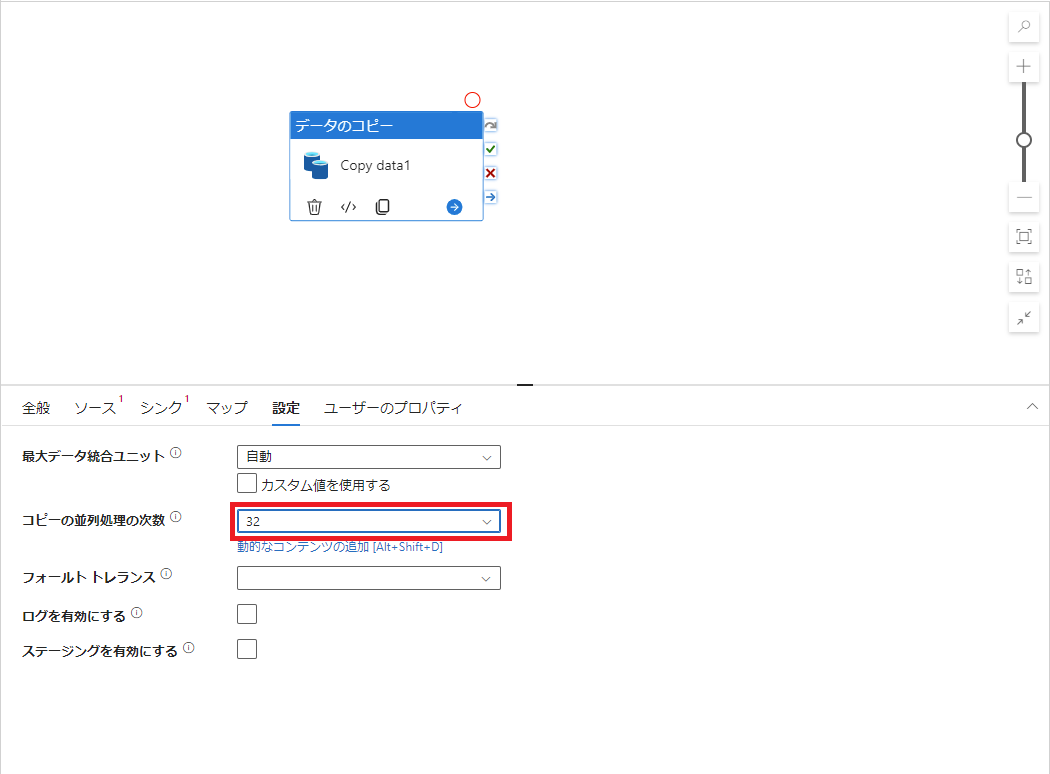 データのコピー
Copy data1
全般 ソース 1 シンク 1 マップ 設定 ユーザーのプロパティ
最大データ統合ユニット 自動
カスタム値を使用する
コピーの並列処理の次数 32
動的なコンテンツの追加 [Alt+Shift+D]
フォールト トレランス
ログを有効にする
ステージングを有効にする